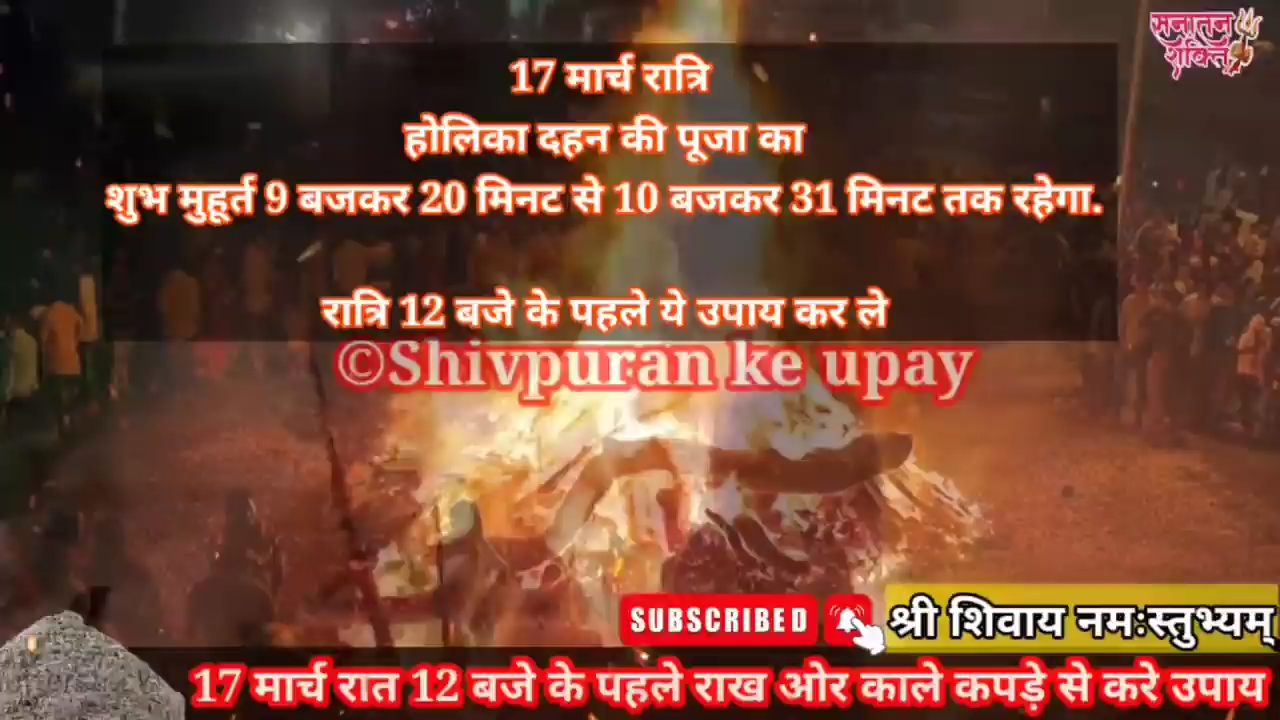 सनातन
शक्ति
17 मार्च रात्रि
होलिका दहन की पूजा का
शुभ मुहूर्त 9 बजकर 20 मिनट से 10 बजकर 31 मिनट तक रहेगा.
रात्रि 12 बजे के पहले ये उपाय कर ले
©Shivpuran ke upay
SUBSCRIBED
श्री शिवाय नमःस्तुभ्यम्
17 मार्च रात 12 बजे के पहले राख ओर काले कपड़े से करे उपाय